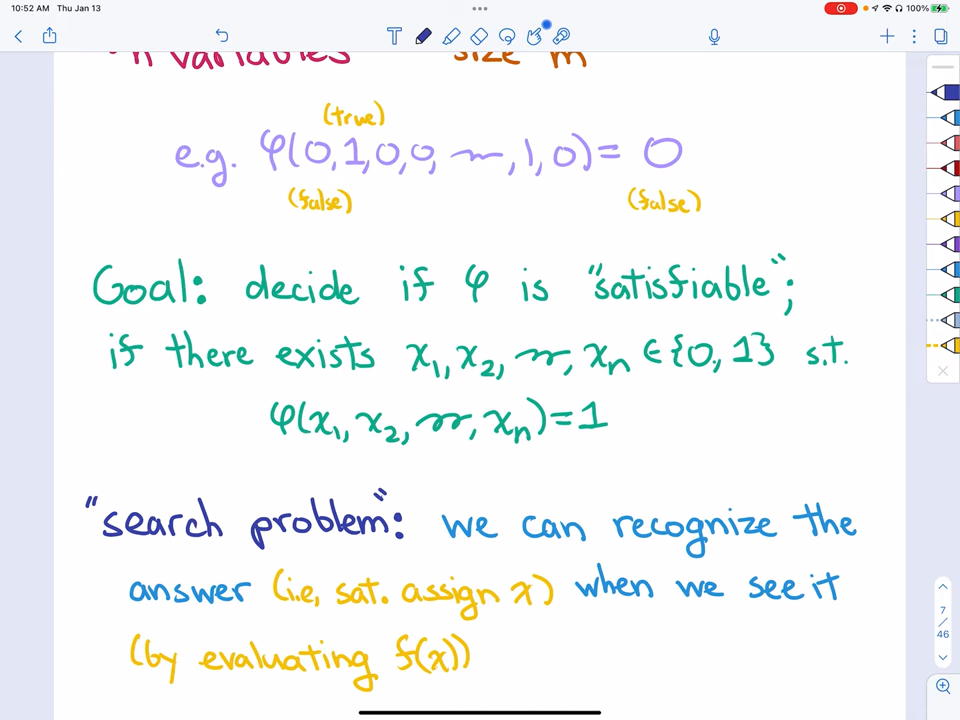 10:52 AM Thu Jan 13
100%
n variables size m
(true)
e.g. φ(0,1,0,0, ~,1,0)= 0
(false) (false)
Goal: decide if φ is "satisfiable";
if there exists x₁, x₂, ~, xₙ ∈ {0,1} s.t.
φ(x₁, x₂, ~, xₙ)=1
"search problem": we can recognize the
answer (i.e, sat. assign x) when we see it
(by evaluating f(x))
7
/
46